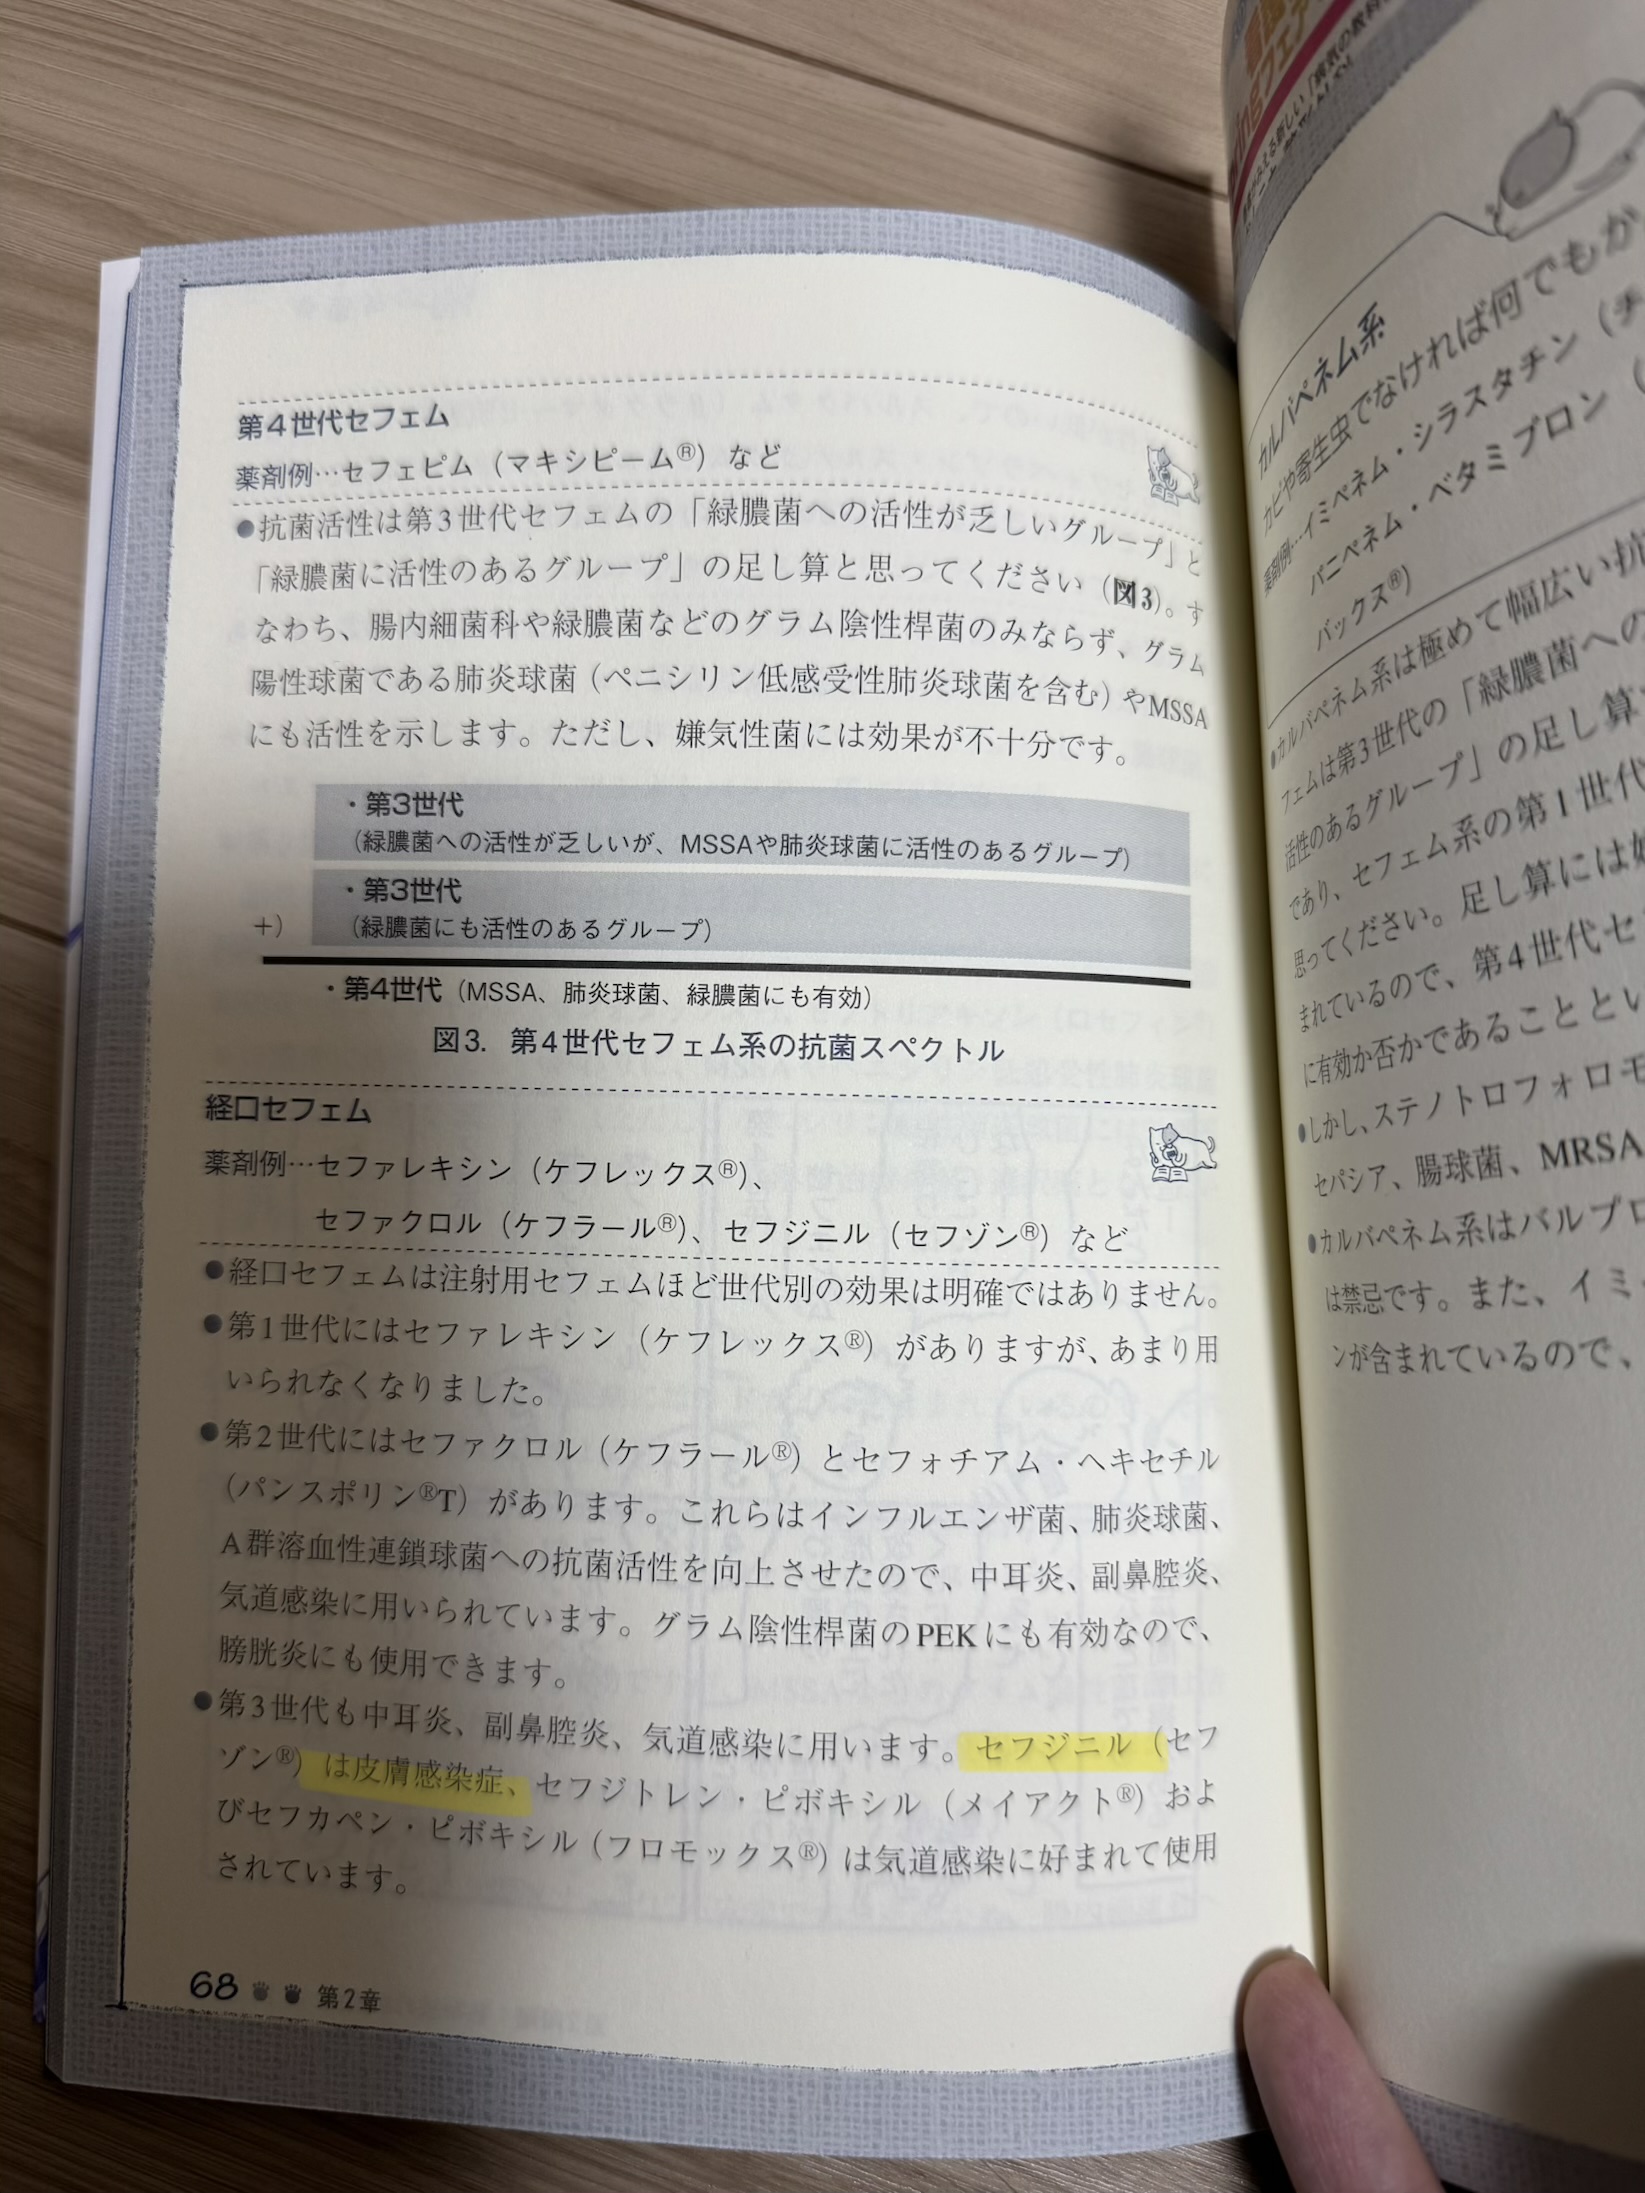 第4世代セフェム
薬剤例…セフェピム（マキシピーム®）など
●抗菌活性は第3世代セフェムの「緑膿菌への活性が乏しいグループ」と
「緑膿菌に活性のあるグループ」の足し算と思ってください（図3）。す
なわち、腸内細菌科や緑膿菌などのグラム陰性桿菌のみならず、グラム
陽性球菌である肺炎球菌（ペニシリン低感受性肺炎球菌を含む）やMSSA
にも活性を示します。ただし、嫌気性菌には効果が不十分です。
・第3世代
（緑膿菌への活性が乏しいが、MSSAや肺炎球菌に活性のあるグループ）
・第3世代
+）（緑膿菌にも活性のあるグループ）
・第4世代（MSSA、肺炎球菌、緑膿菌にも有効）
図3. 第4世代セフェム系の抗菌スペクトル
経口セフェム
薬剤例…セファレキシン（ケフレックス®）、
セファクロル（ケフラール®）、セフジニル（セフゾン®）など
●経口セフェムは注射用セフェムほど世代別の効果は明確ではありません。
●第1世代にはセファレキシン（ケフレックス®）がありますが、あまり用
いられなくなりました。
●第2世代にはセファクロル（ケフラール®）とセフォチアム・ヘキセチル
（パンスポリン®T）があります。これらはインフルエンザ菌、肺炎球菌、
A群溶血性連鎖球菌への抗菌活性を向上させたので、中耳炎、副鼻腔炎、
気道感染に用いられています。グラム陰性桿菌のPEKにも有効なので、
膀胱炎にも使用できます。
●第3世代も中耳炎、副鼻腔炎、気道感染に用います。セフジニル（セフ
ゾン®）は皮膚感染症、セフジトレン・ピボキシル（メイアクト®）およ
びセフカペン・ピボキシル（フロモックス®）は気道感染に好まれて使用
されています。
68 第2章
カルバペネム系
カビや寄生虫でなければ何でもか
薬剤例…イミペネム・シラスタチン（チ
パニペネム・ベタミプロン（
バックス®）
●カルバペネム系は極めて幅広い抗
フェムは第3世代の「緑膿菌への
活性のあるグループ」の足し算
であり、セフェム系の第1世代
思ってください。足し算には
まれているので、第4世代セ
に有効か否かであることとい
●しかし、ステノトロフォロモ
セパシア、腸球菌、MRSA
●カルバペネム系はバルプロ
は禁忌です。また、イミ
ンが含まれているので、